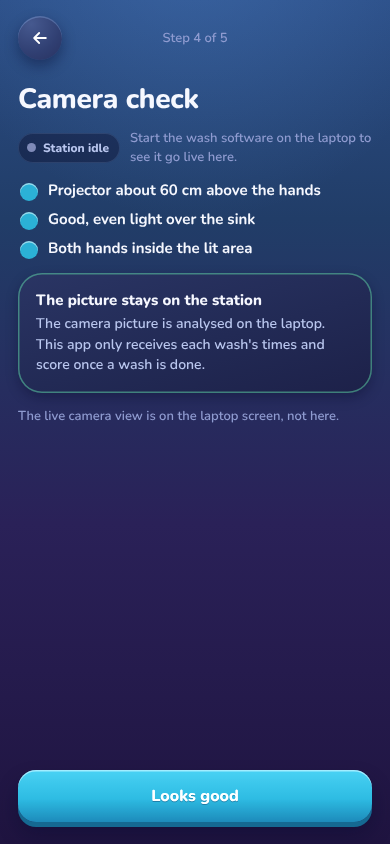 Step 4 of 5
Camera check
Station idle
Start the wash software on the laptop to
see it go live here.
Projector about 60 cm above the hands
Good, even light over the sink
Both hands inside the lit area
The picture stays on the station
The camera picture is analysed on the laptop.
This app only receives each wash's times and
score once a wash is done.
The live camera view is on the laptop screen, not here.
Looks good